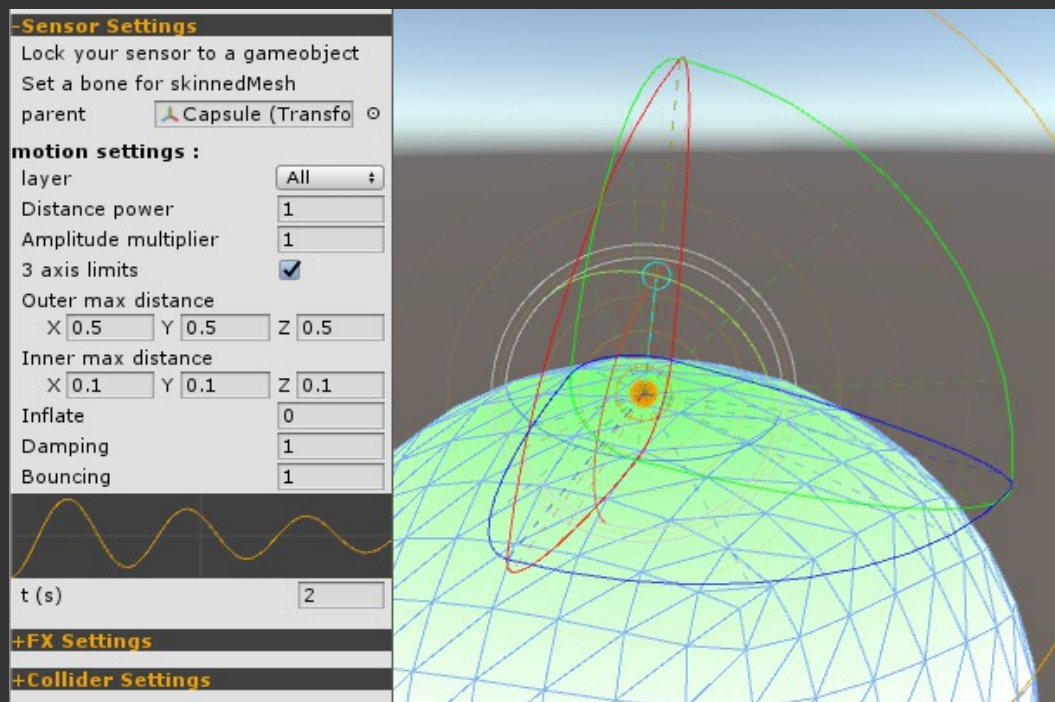 -Sensor Settings
Lock your sensor to a gameobject
Set a bone for skinnedMesh
parent Capsule (Transfo
motion settings :
layer All
Distance power 1
Amplitude multiplier 1
3 axis limits
Outer max distance
X 0.5 Y 0.5 Z 0.5
Inner max distance
X 0.1 Y 0.1 Z 0.1
Inflate 0
Damping 1
Bouncing 1
t (s) 2
+FX Settings
+Collider Settings